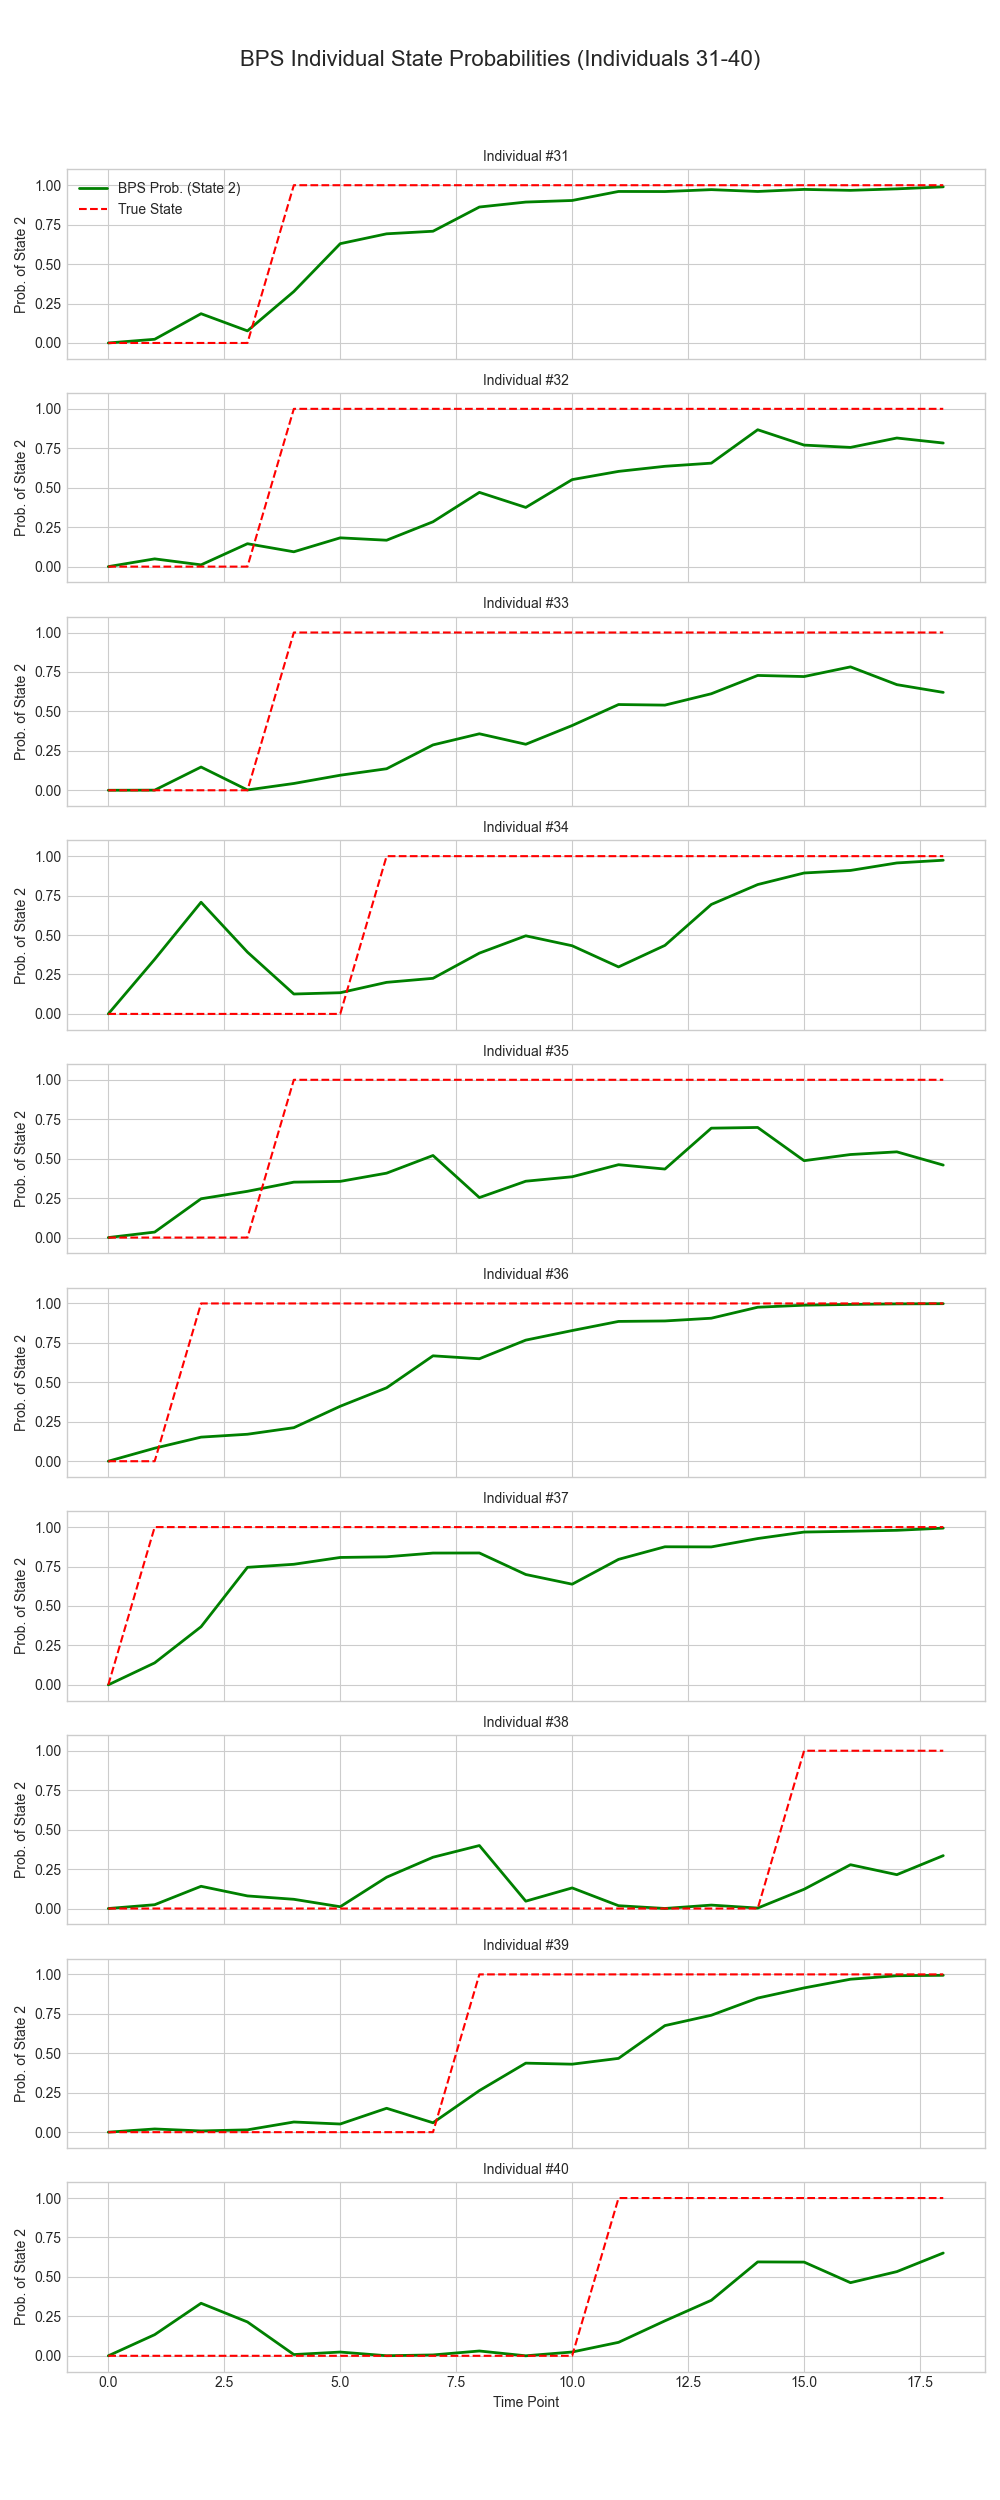 BPS Individual State Probabilities (Individuals 31-40)
Individual #31
BPS Prob. (State 2)
True State
1.00
0.75
0.50
0.25
0.00
Prob. of State 2
Individual #32
1.00
0.75
0.50
0.25
0.00
Prob. of State 2
Individual #33
1.00
0.75
0.50
0.25
0.00
Prob. of State 2
Individual #34
1.00
0.75
0.50
0.25
0.00
Prob. of State 2
Individual #35
1.00
0.75
0.50
0.25
0.00
Prob. of State 2
Individual #36
1.00
0.75
0.50
0.25
0.00
Prob. of State 2
Individual #37
1.00
0.75
0.50
0.25
0.00
Prob. of State 2
Individual #38
1.00
0.75
0.50
0.25
0.00
Prob. of State 2
Individual #39
1.00
0.75
0.50
0.25
0.00
Prob. of State 2
Individual #40
1.00
0.75
0.50
0.25
0.00
Prob. of State 2
0.0 2.5 5.0 7.5 10.0 12.5 15.0 17.5
Time Point